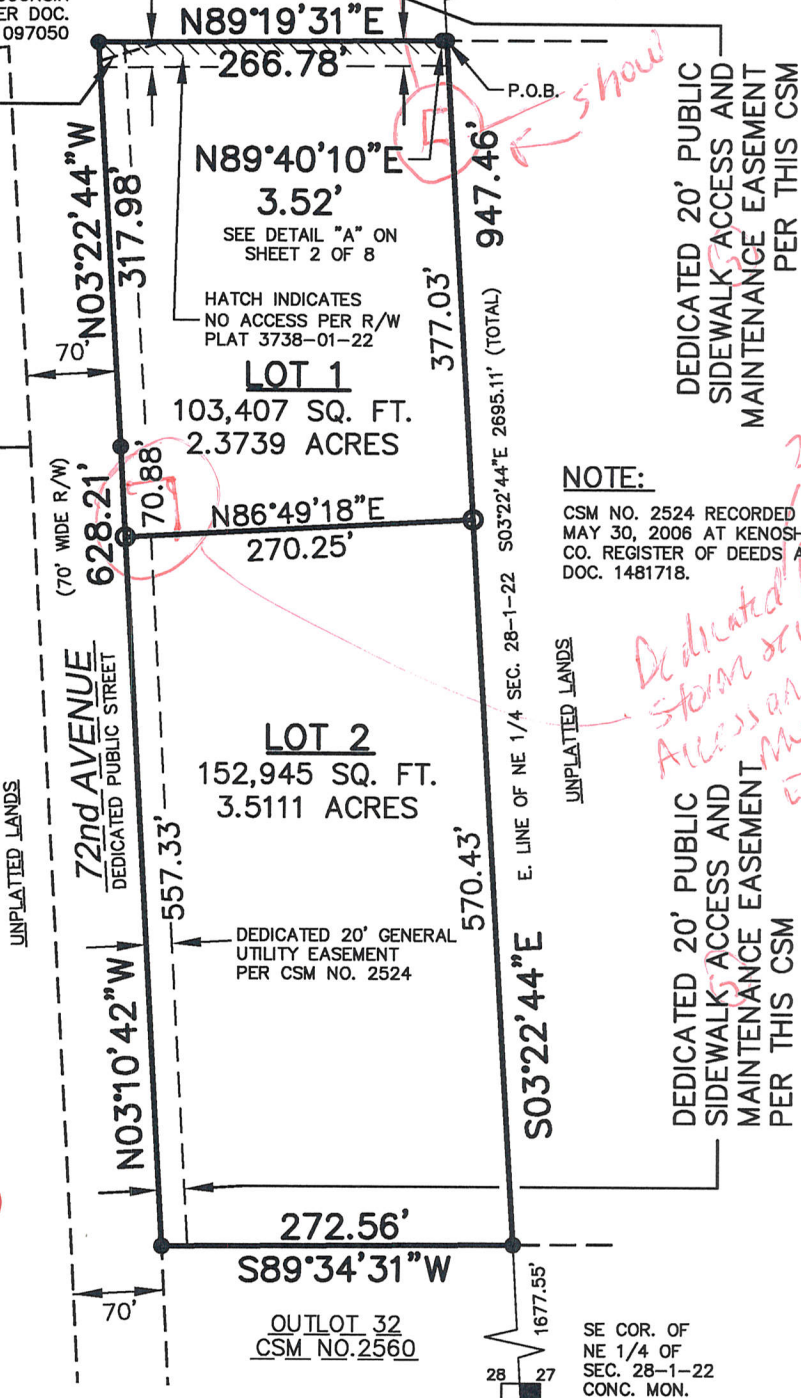 ER DOC.
097050
N89°19'31"E
266.78'
P.O.B.
5
show
N89°40'10"E
3.52'
SEE DETAIL "A" ON
SHEET 2 OF 8
HATCH INDICATES
NO ACCESS PER R/W
PLAT 3738-01-22
N03°22'44"W
317.98'
947.46'
377.03'
70'
LOT 1
103,407 SQ. FT.
2.3739 ACRES
DEDICATED 20' PUBLIC
SIDEWALK ACCESS AND
MAINTENANCE EASEMENT
PER THIS CSM
628.21'
(70' WIDE R/W)
70.88'
N86°49'18"E
270.25'
E. LINE OF NE 1/4 SEC. 28-1-22 S03°22'44"E 2695.11' (TOTAL)
NOTE:
CSM NO. 2524 RECORDED
MAY 30, 2006 AT KENOSH
CO. REGISTER OF DEEDS A
DOC. 1481718.
Dedicated
Storm
Access
72nd AVENUE
DEDICATED PUBLIC STREET
UNPLATTED LANDS
LOT 2
152,945 SQ. FT.
3.5111 ACRES
UNPLATTED LANDS
557.33'
570.43'
DEDICATED 20' GENERAL
UTILITY EASEMENT
PER CSM NO. 2524
N03°10'42"W
S03°22'44"E
DEDICATED 20' PUBLIC
SIDEWALK ACCESS AND
MAINTENANCE EASEMENT
PER THIS CSM
272.56'
S89°34'31"W
70'
OUTLOT 32
CSM NO.2560
1677.55'
28 27
SE COR. OF
NE 1/4 OF
SEC. 28-1-22
CONC. MON.